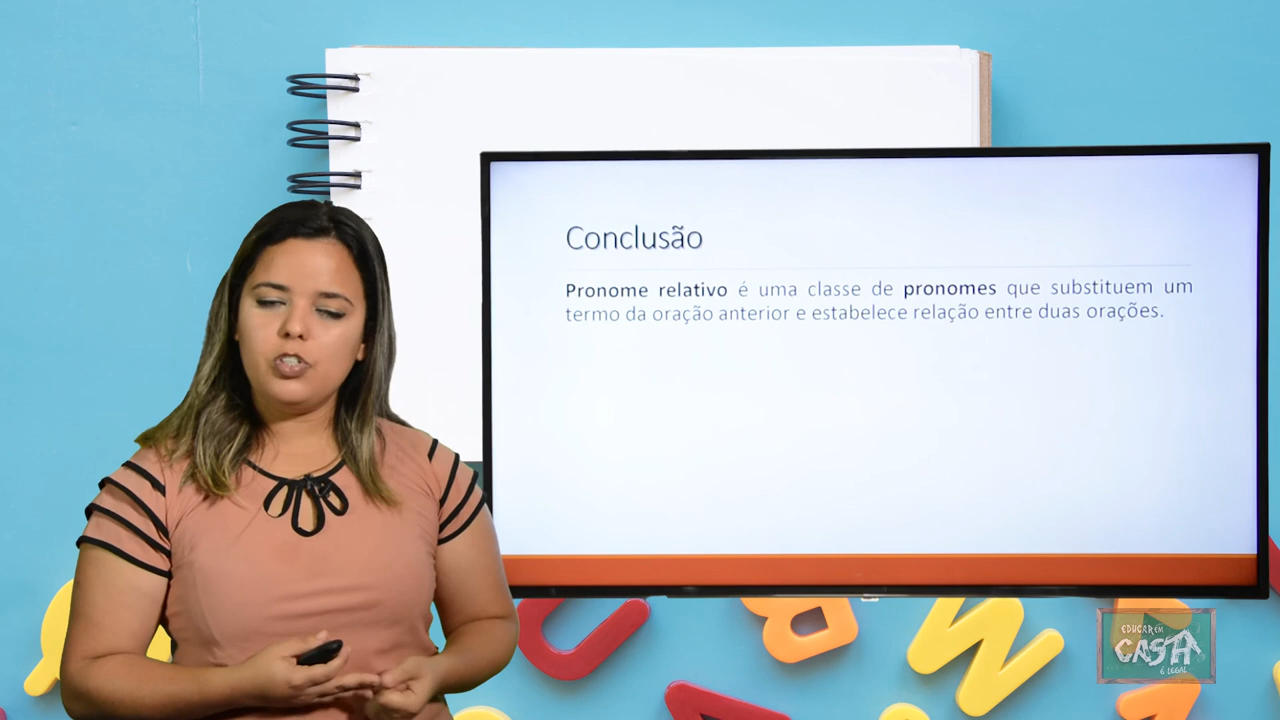 Conclusão
Pronome relativo é uma classe de pronomes que substituem um
termo da oração anterior e estabelece relação entre duas orações.
EDUCAR EM
CASA
É LEGAL